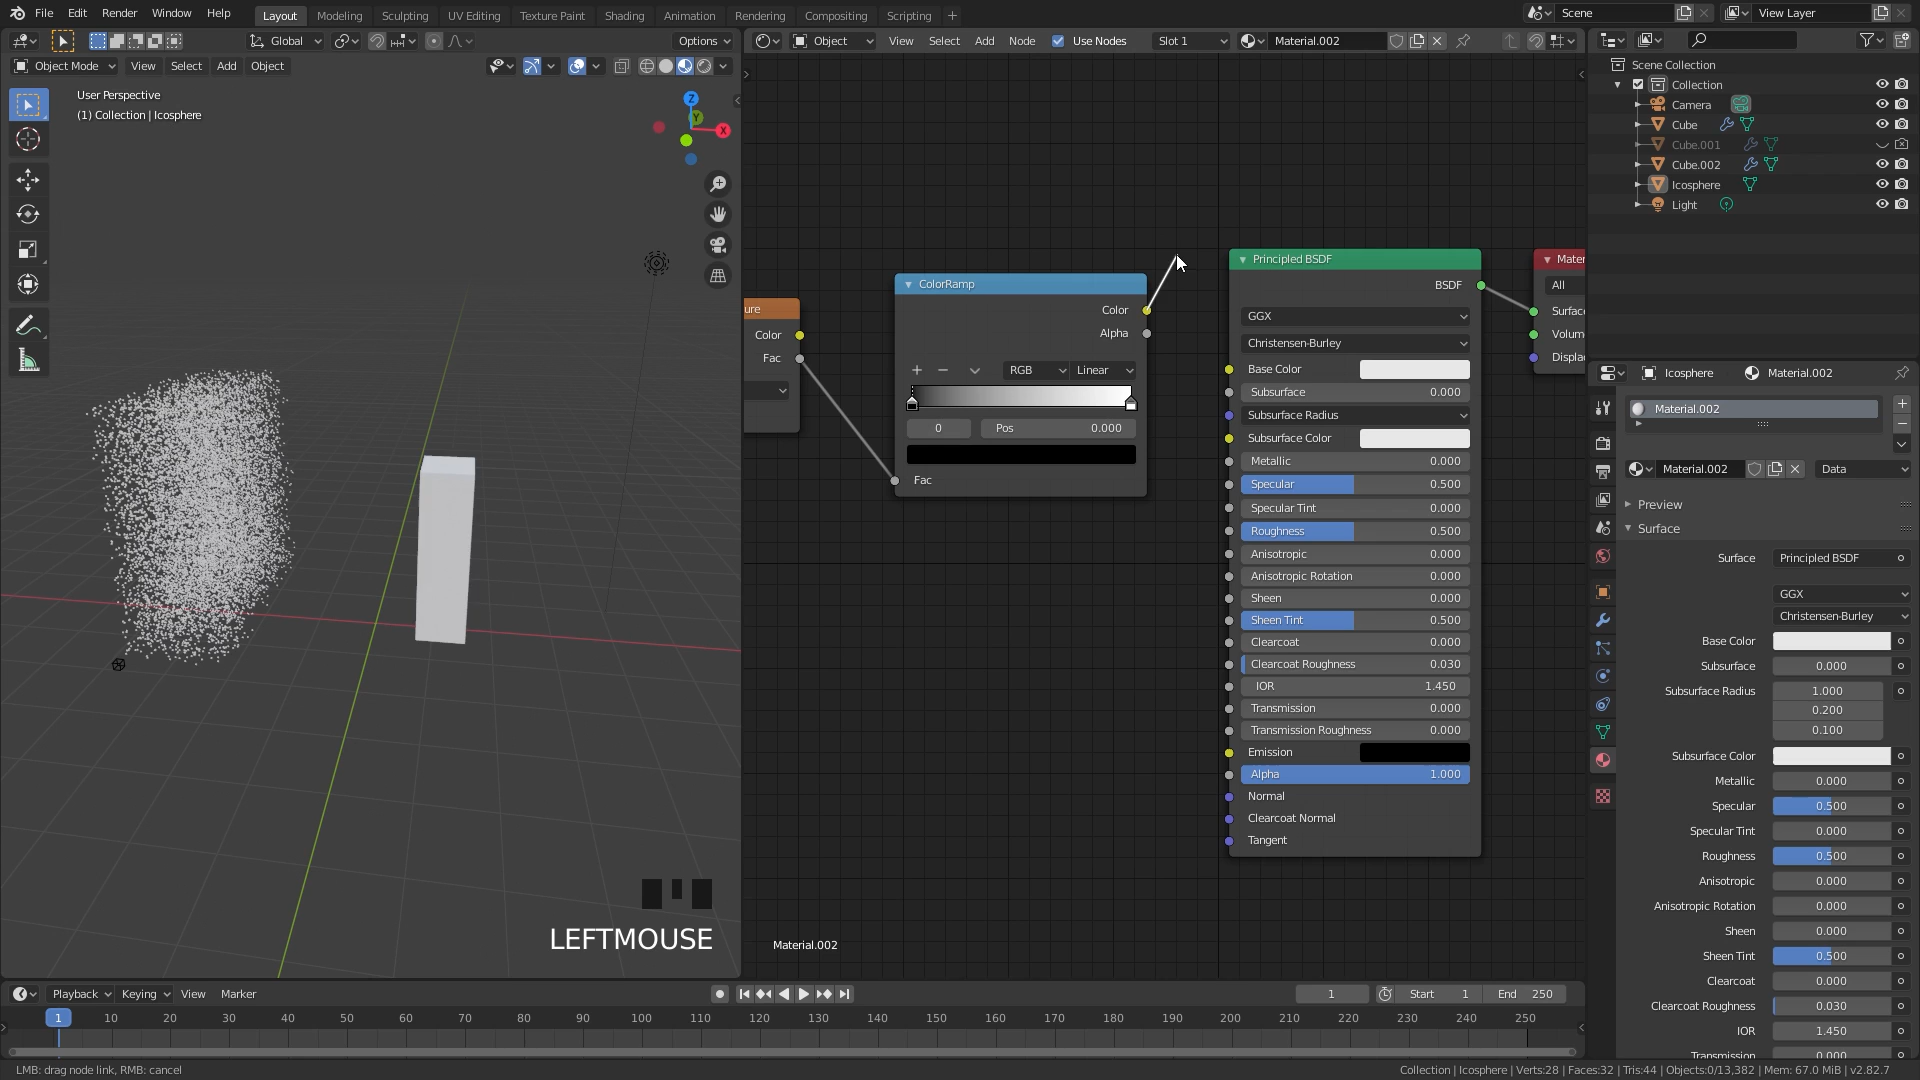 File Edit Render Window Help Layout Modeling Sculpting UV Editing Texture Paint Shading Animation Rendering Compositing Scripting + Scene View Layer
Global Options Object View Select Add Node Use Nodes Slot 1 Material.002
Object Mode View Select Add Object
User Perspective
(1) Collection | Icosphere
Z
Y
X
ure
Color
Fac
ColorRamp
Color
Alpha
RGB Linear
0 Pos 0.000
Fac
Principled BSDF
BSDF
GGX
Christensen-Burley
Base Color
Subsurface 0.000
Subsurface Radius
Subsurface Color
Metallic 0.000
Specular 0.500
Specular Tint 0.000
Roughness 0.500
Anisotropic 0.000
Anisotropic Rotation 0.000
Sheen 0.000
Sheen Tint 0.500
Clearcoat 0.000
Clearcoat Roughness 0.030
IOR 1.450
Transmission 0.000
Transmission Roughness 0.000
Emission
Alpha 1.000
Normal
Clearcoat Normal
Tangent
Mater
All
Surfac
Volum
Displa
LEFTMOUSE
Material.002
Scene Collection
Collection
Camera
Cube
Cube.001
Cube.002
Icosphere
Light
Icosphere Material.002
Material.002
Material.002 Data
Preview
Surface
Surface Principled BSDF
GGX
Christensen-Burley
Base Color
Subsurface 0.000
Subsurface Radius 1.000
0.200
0.100
Subsurface Color
Metallic 0.000
Specular 0.500
Specular Tint 0.000
Roughness 0.500
Anisotropic 0.000
Anisotropic Rotation 0.000
Sheen 0.000
Sheen Tint 0.500
Clearcoat 0.000
Clearcoat Roughness 0.030
IOR 1.450
Transmission 0.000
Playback Keying View Marker 1 Start 1 End 250
1 10 20 30 40 50 60 70 80 90 100 110 120 130 140 150 160 170 180 190 200 210 220 230 240 250
LMB: drag node link, RMB: cancel
Collection | Icosphere | Verts:28 | Faces:32 | Tris:44 | Objects:0/13,382 | Mem: 67.0 MiB | v2.82.7